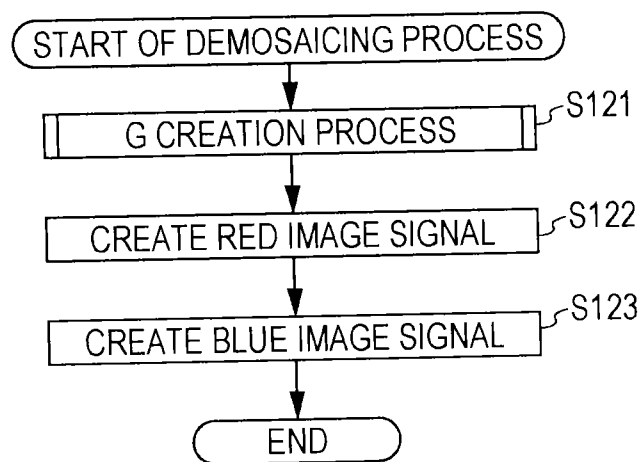 START OF DEMOSAICING PROCESS
G CREATION PROCESS
S121
CREATE RED IMAGE SIGNAL
S122
CREATE BLUE IMAGE SIGNAL
S123
END